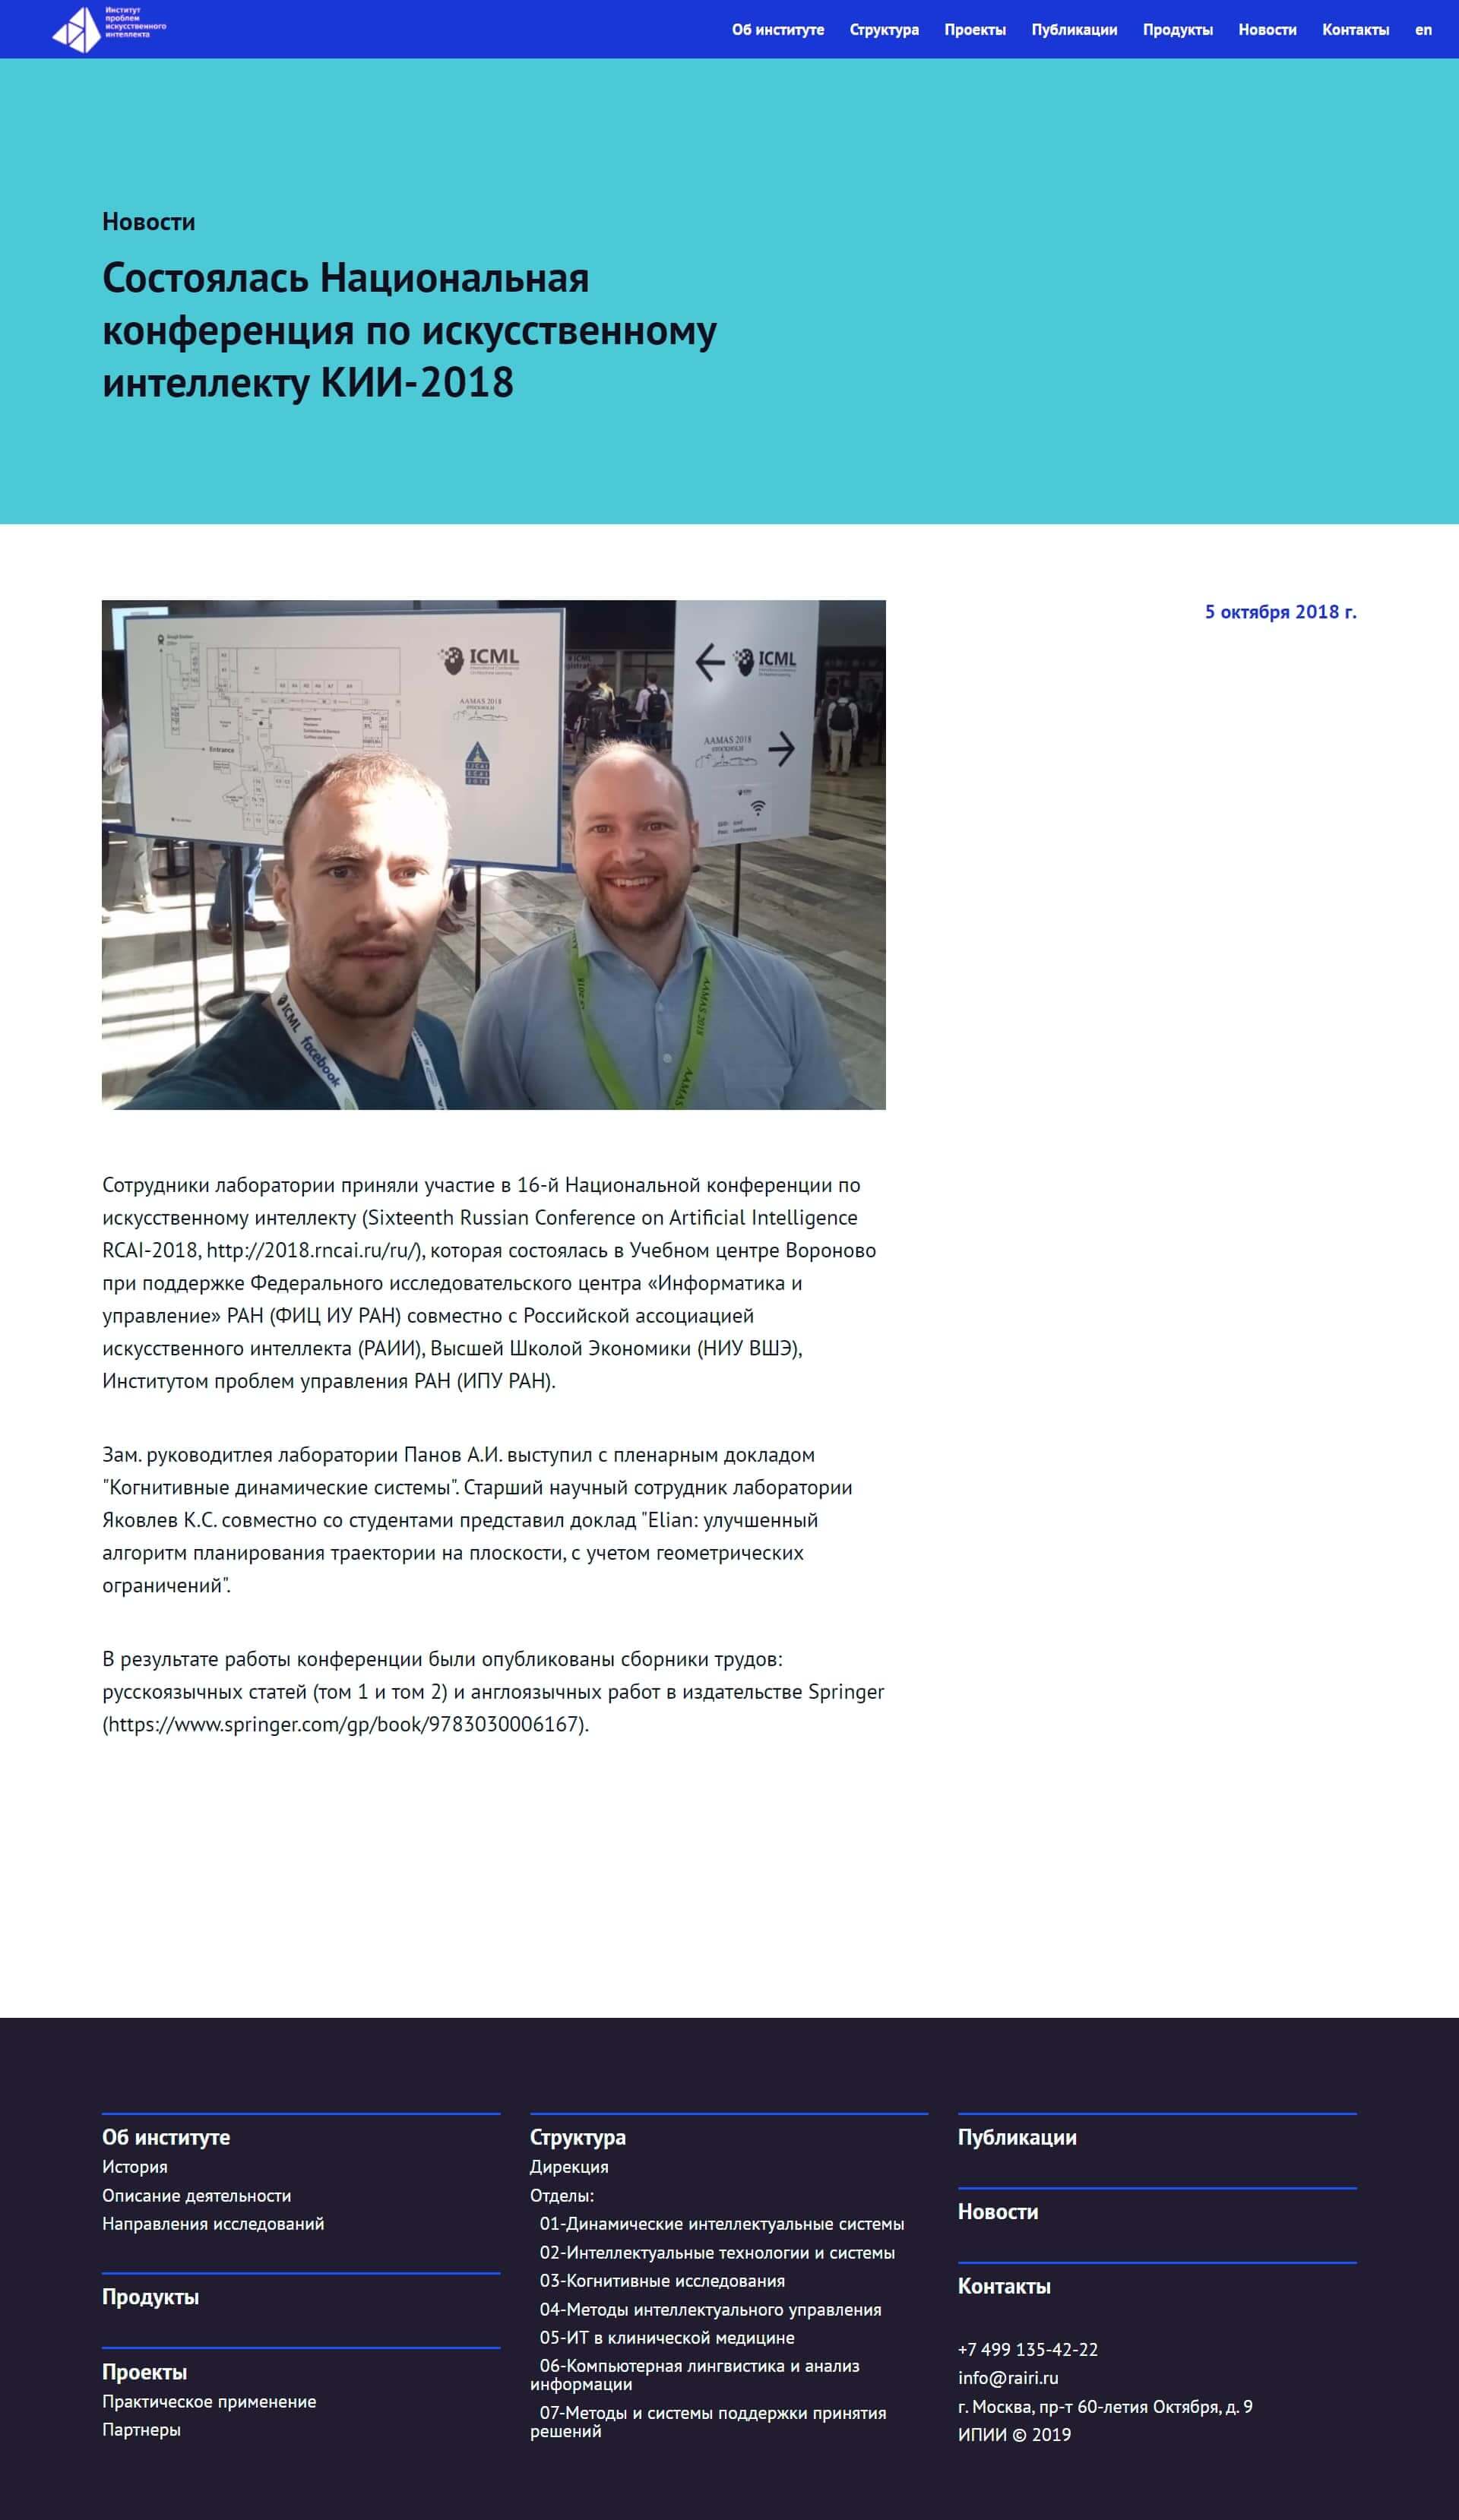 Институт
проблем
искусственного
интеллекта
Об институте
Структура
Проекты
Публикации
Продукты
Новости
Контакты
en
Новости
Состоялась Национальная
конференция по искусственному
интеллекту КИИ-2018
5 октября 2018 г.
ICML
AAMAS 2018
Entrance
ICML
AAMAS 2018
ICML
facebook
AAMAS 2018
AAMAS
Сотрудники лаборатории приняли участие в 16-й Национальной конференции по
искусственному интеллекту (Sixteenth Russian Conference on Artificial Intelligence
RCAI-2018, http://2018.rncai.ru/ru/), которая состоялась в Учебном центре Вороново
при поддержке Федерального исследовательского центра «Информатика и
управление» РАН (ФИЦ ИУ РАН) совместно с Российской ассоциацией
искусственного интеллекта (РАИИ), Высшей Школой Экономики (НИУ ВШЭ),
Институтом проблем управления РАН (ИПУ РАН).
Зам. руководитлея лаборатории Панов А.И. выступил с пленарным докладом
"Когнитивные динамические системы". Старший научный сотрудник лаборатории
Яковлев К.С. совместно со студентами представил доклад "Elian: улучшенный
алгоритм планирования траектории на плоскости, с учетом геометрических
ограничений".
В результате работы конференции были опубликованы сборники трудов:
русскоязычных статей (том 1 и том 2) и англоязычных работ в издательстве Springer
(https://www.springer.com/gp/book/9783030006167).
Об институте
История
Описание деятельности
Направления исследований
Продукты
Проекты
Практическое применение
Партнеры
Структура
Дирекция
Отделы:
01-Динамические интеллектуальные системы
02-Интеллектуальные технологии и системы
03-Когнитивные исследования
04-Методы интеллектуального управления
05-ИТ в клинической медицине
06-Компьютерная лингвистика и анализ
информации
07-Методы и системы поддержки принятия
решений
Публикации
Новости
Контакты
+7 499 135-42-22
info@rairi.ru
г. Москва, пр-т 60-летия Октября, д. 9
ИПИИ © 2019